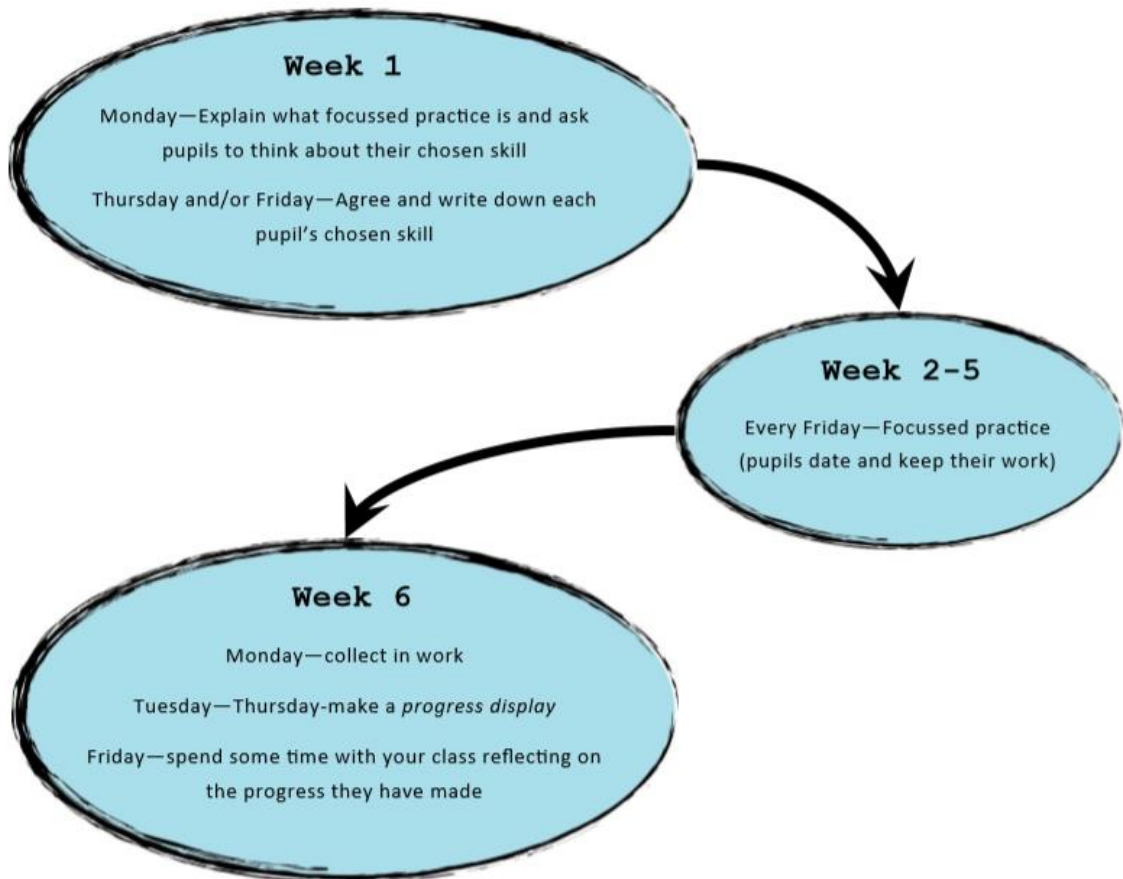 Week 1
Monday—Explain what focussed practice is and ask
pupils to think about their chosen skill
Thursday and/or Friday—Agree and write down each
pupil's chosen skill
Week 2-5
Every Friday—Focussed practice
(pupils date and keep their work)
Week 6
Monday—collect in work
Tuesday—Thursday-make a progress display
Friday—spend some time with your class reflecting on
the progress they have made